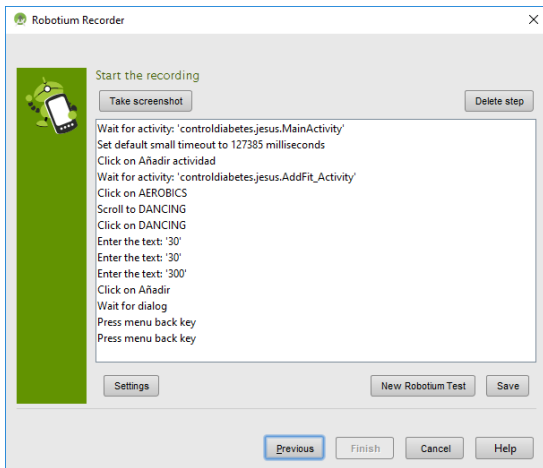 Robotium Recorder
Start the recording
Take screenshot
Delete step
Wait for activity: 'controldiabetes.jesus.MainActivity'
Set default small timeout to 127385 milliseconds
Click on Añadir actividad
Wait for activity: 'controldiabetes.jesus.AddFit_Activity'
Click on AEROBICS
Scroll to DANCING
Click on DANCING
Enter the text: '30'
Enter the text: '30'
Enter the text: '300'
Click on Añadir
Wait for dialog
Press menu back key
Press menu back key
Settings
New Robotium Test
Save
Previous
Finish
Cancel
Help